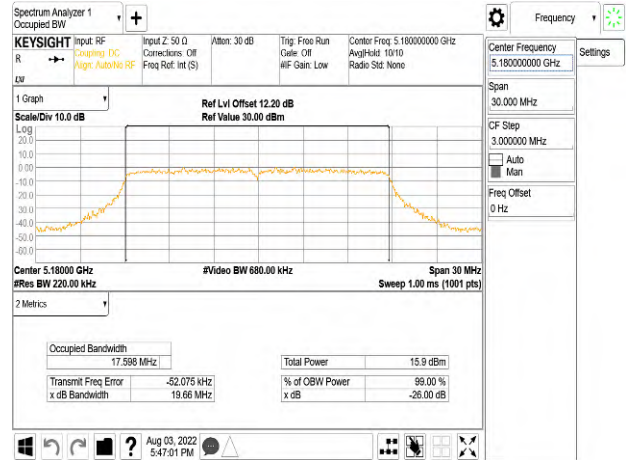 Spectrum Analyzer 1
Occupied BW
KEYSIGHT
R
Input: RF
Coupling: DC
Align: Auto/No RF
Input Z: 50 Ω
Corrections: Off
Freq Ref: Int (S)
Atten: 30 dB
Trig: Free Run
Gate: Off
#IF Gain: Low
Center Freq: 5.180000000 GHz
Avg|Hold: 10/10
Radio Std: None
1 Graph
Scale/Div 10.0 dB
Ref Lvl Offset 12.20 dB
Ref Value 30.00 dBm
Log
20.0
10.0
0.00
-10.0
-20.0
-30.0
-40.0
-50.0
-60.0
Center 5.18000 GHz
#Video BW 680.00 kHz
Span 30 MHz
#Res BW 220.00 kHz
Sweep 1.00 ms (1001 pts)
2 Metrics
Occupied Bandwidth
17.598 MHz
Total Power 15.9 dBm
Transmit Freq Error -52.075 kHz
% of OBW Power 99.00 %
x dB Bandwidth 19.66 MHz
x dB -26.00 dB
?
Aug 03, 2022
5:47:01 PM
Frequency
Settings
Center Frequency
5.180000000 GHz
Span
30.000 MHz
CF Step
3.000000 MHz
Auto
Man
Freq Offset
0 Hz